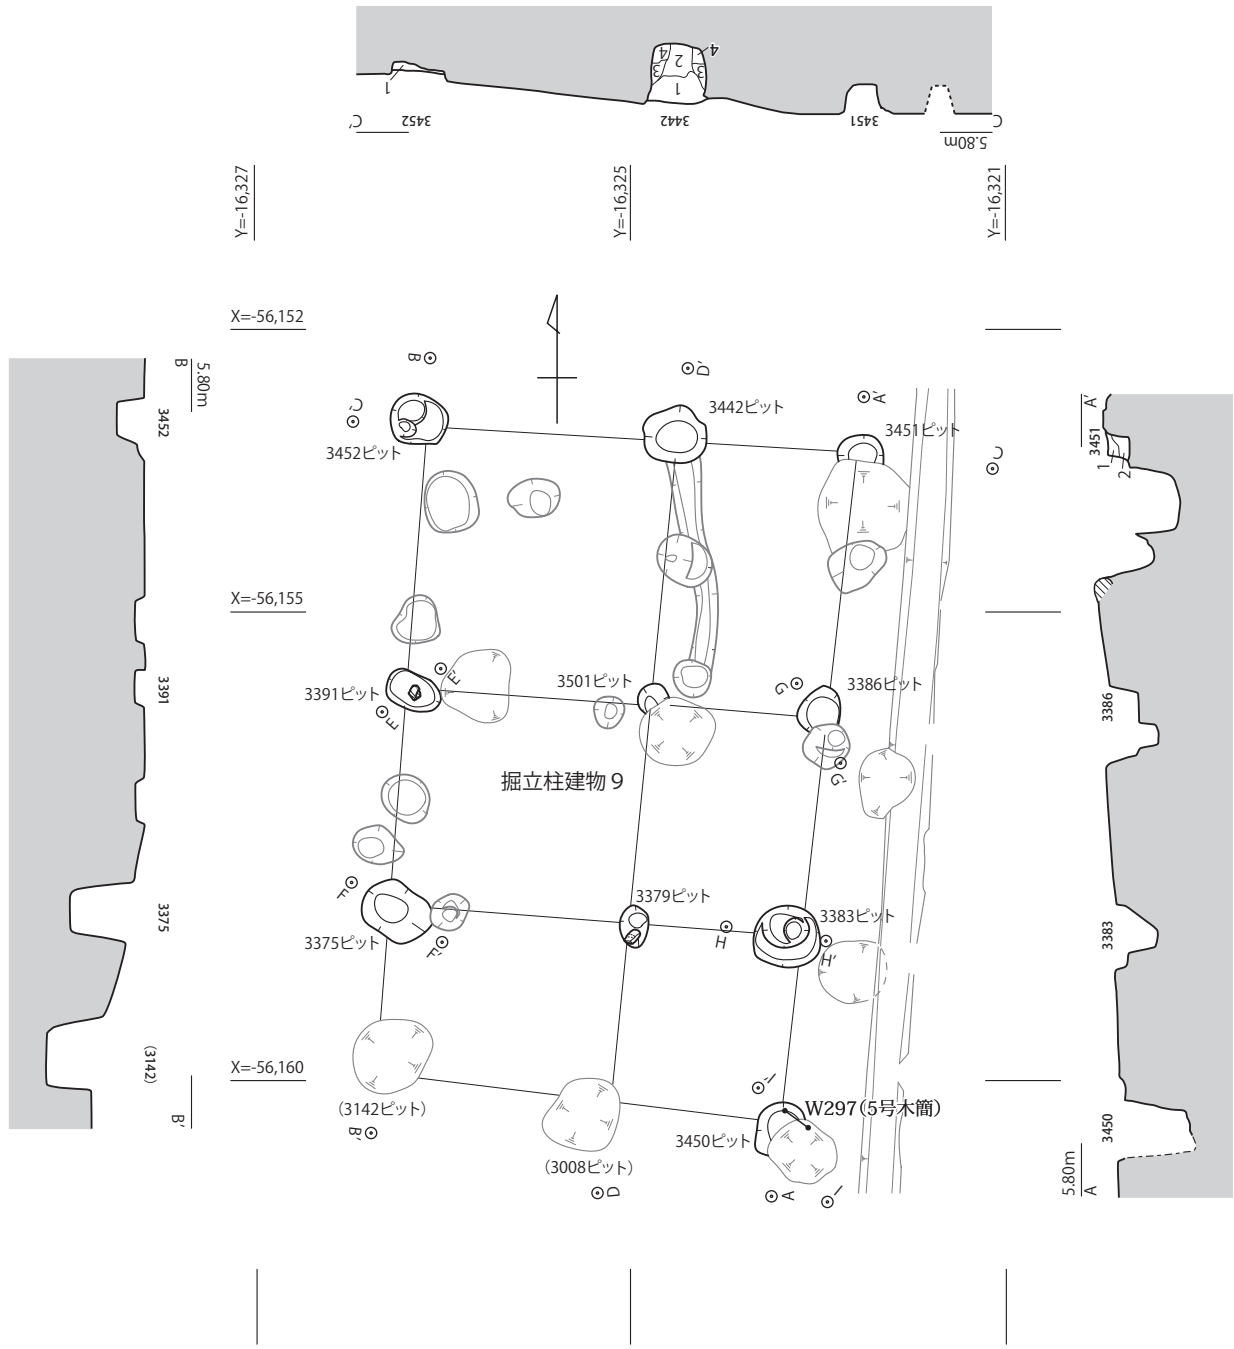 1
4
2
4
3
3
1
C'
3452
3442
3451
C
5.80m
Y=-16,327
Y=-16,325
Y=-16,321
X=-56,152
B
5.80m
3452
3391
3375
(3142)
B'
B
D'
A'
C'
C
3442ピット
3451ピット
3452ピット
X=-56,155
3391ピット
E'
E
3501ピット
G
3386ピット
G'
掘立柱建物9
F
3375ピット
F'
3379ピット
H
3383ピット
H'
X=-56,160
(3142ピット)
B'
(3008ピット)
D
I'
W297(5号木簡)
3450ピット
A
I
A'
3451
1
2
3386
3383
3450
5.80m
A